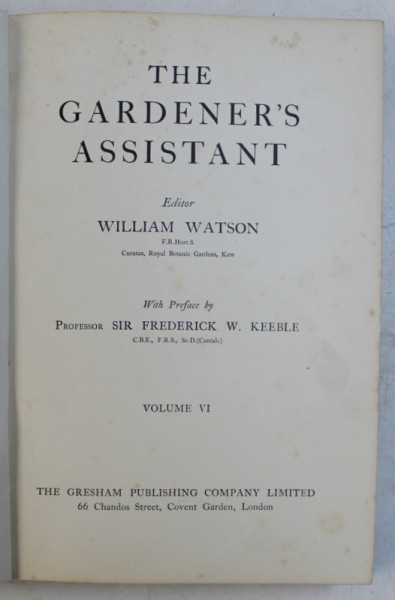 THE
GARDENER'S
ASSISTANT
Editor
WILLIAM WATSON
F.R.Hort.S.
Curator, Royal Botanic Gardens, Kew
With Preface by
PROFESSOR SIR FREDERICK W. KEEBLE
C.B.E., F.R.S., Sc.D.(Cantab.)
VOLUME VI
THE GRESHAM PUBLISHING COMPANY LIMITED
66 Chandos Street, Covent Garden, London